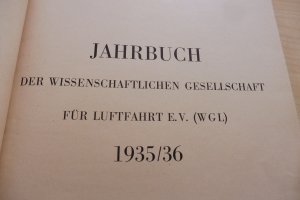 JAHRBUCH
DER WISSENSCHAFTLICHEN GESELLSCHAFT
FÜR LUFTFAHRT E.V. (WGL)
1935/36